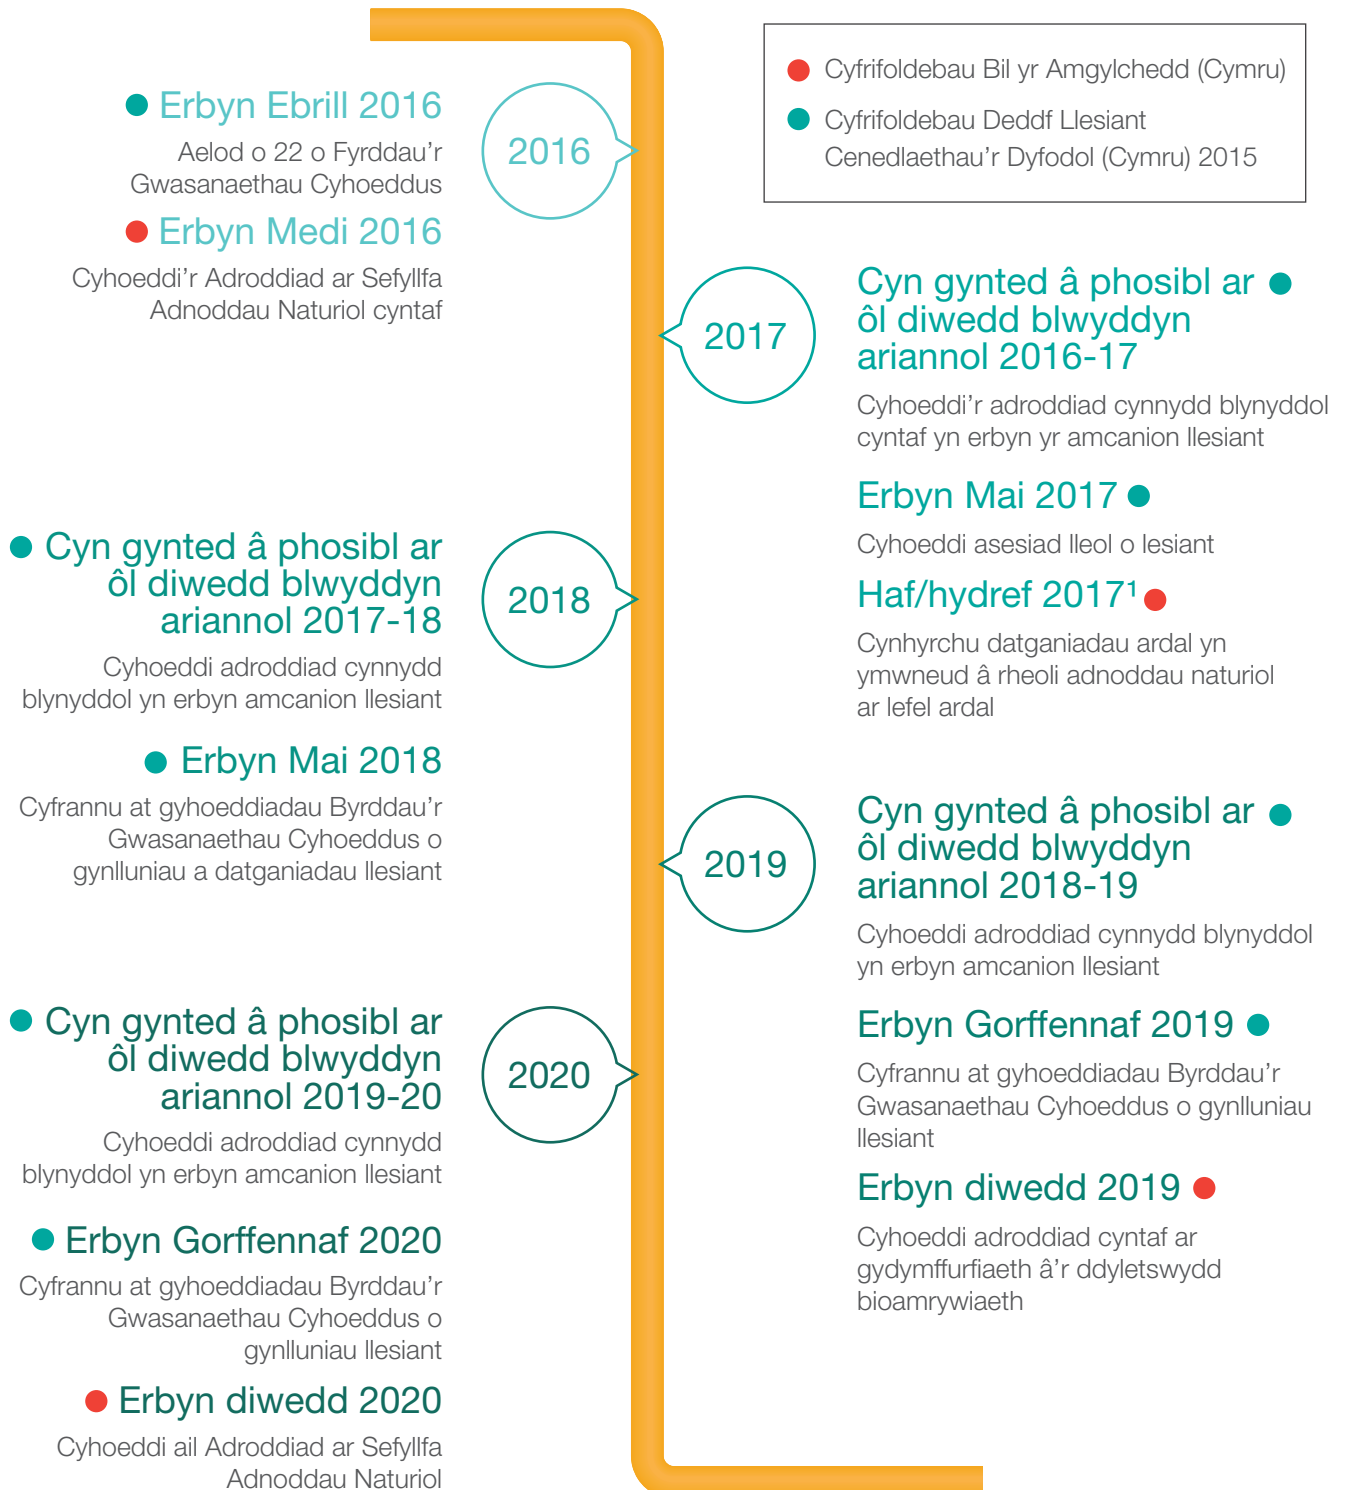 Cyfrifoldebau Bil yr Amgylchedd (Cymru)
Cyfrifoldebau Deddf Llesiant
Cenedlaethau'r Dyfodol (Cymru) 2015
2016
Erbyn Ebrill 2016
Aelod o 22 o Fyrddau'r
Gwasanaethau Cyhoeddus
Erbyn Medi 2016
Cyhoeddi’r Adroddiad ar Sefyllfa
Adnoddau Naturiol cyntaf
2017
Cyn gynted â phosibl ar
ôl diwedd blwyddyn
ariannol 2016-17
Cyhoeddi’r adroddiad cynnydd blynyddol
cyntaf yn erbyn yr amcanion llesiant
Erbyn Mai 2017
Cyhoeddi asesiad lleol o lesiant
Haf/hydref 2017¹
Cynhyrchu datganiadau ardal yn
ymwneud â rheoli adnoddau naturiol
ar lefel ardal
2018
Cyn gynted â phosibl ar
ôl diwedd blwyddyn
ariannol 2017-18
Cyhoeddi adroddiad cynnydd
blynyddol yn erbyn amcanion llesiant
Erbyn Mai 2018
Cyfrannu at gyhoeddiadau Byrddau’r
Gwasanaethau Cyhoeddus o
gynlluniau a datganiadau llesiant
2019
Cyn gynted â phosibl ar
ôl diwedd blwyddyn
ariannol 2018-19
Cyhoeddi adroddiad cynnydd blynyddol
yn erbyn amcanion llesiant
Erbyn Gorffennaf 2019
Cyfrannu at gyhoeddiadau Byrddau’r
Gwasanaethau Cyhoeddus o gynlluniau
llesiant
Erbyn diwedd 2019
Cyhoeddi adroddiad cyntaf ar
gydymffurfiaeth â’r ddyletswydd
bioamrywiaeth
2020
Cyn gynted â phosibl ar
ôl diwedd blwyddyn
ariannol 2019-20
Cyhoeddi adroddiad cynnydd
blynyddol yn erbyn amcanion llesiant
Erbyn Gorffennaf 2020
Cyfrannu at gyhoeddiadau Byrddau’r
Gwasanaethau Cyhoeddus o
gynlluniau llesiant
Erbyn diwedd 2020
Cyhoeddi ail Adroddiad ar Sefyllfa
Adnoddau Naturiol